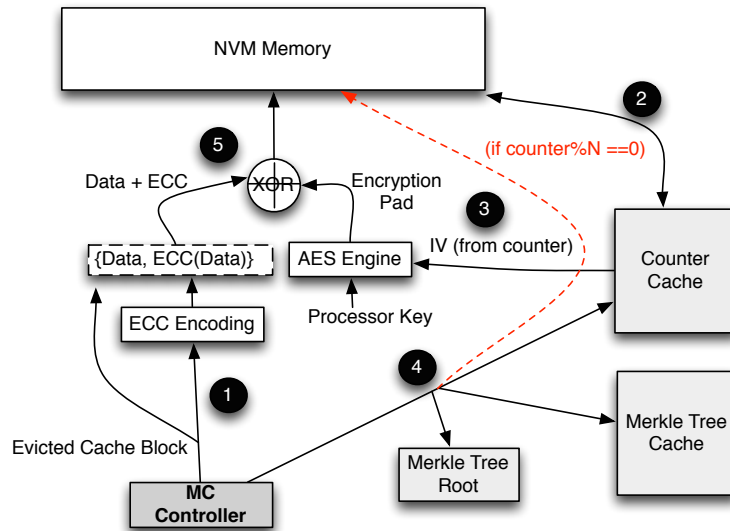 NVM Memory
2
5
(if counter%N ==0)
Data + ECC
XOR
Encryption
Pad
3
IV (from counter)
{Data, ECC(Data)}
AES Engine
Counter
Cache
ECC Encoding
Processor Key
4
1
Merkle Tree
Cache
Evicted Cache Block
Merkle Tree
Root
MC
Controller